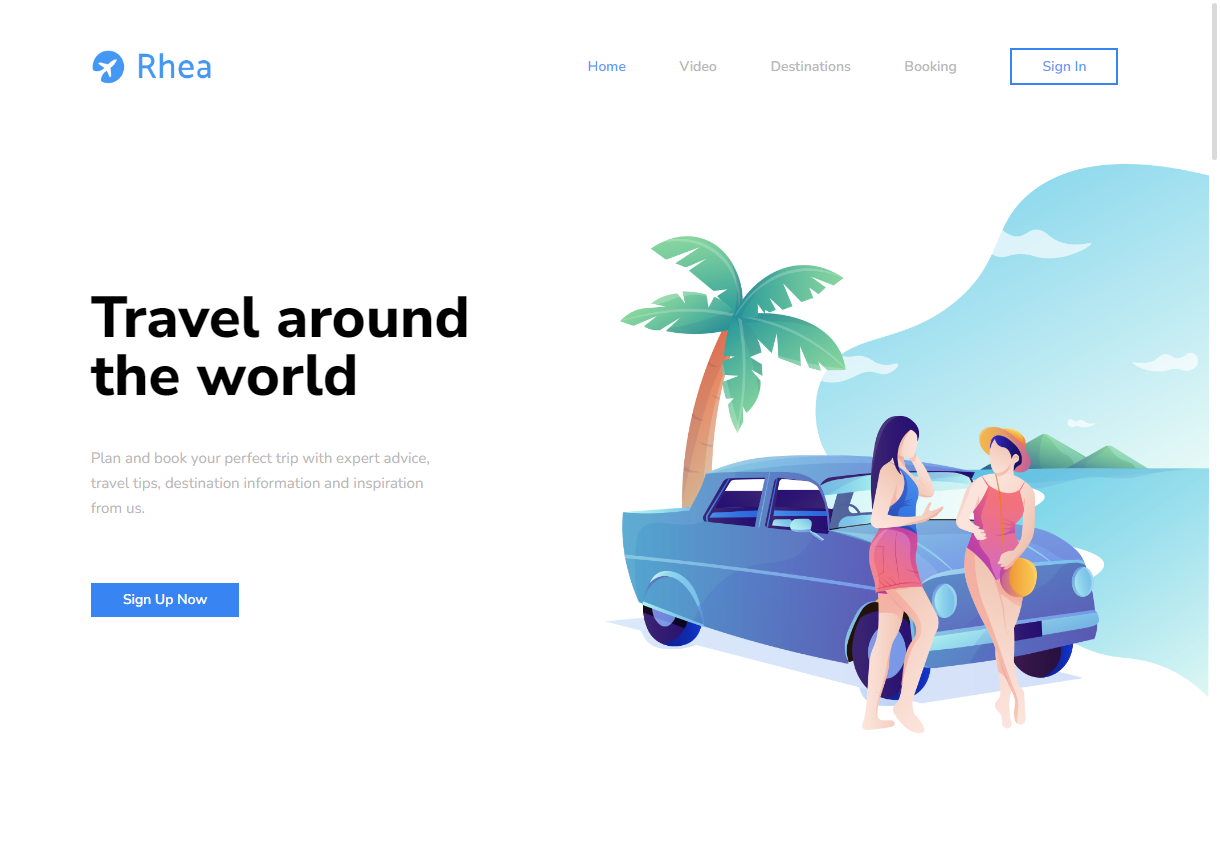 Rhea
Home Video Destinations Booking Sign In
Travel around
the world
Plan and book your perfect trip with expert advice,
travel tips, destination information and inspiration
from us.
Sign Up Now